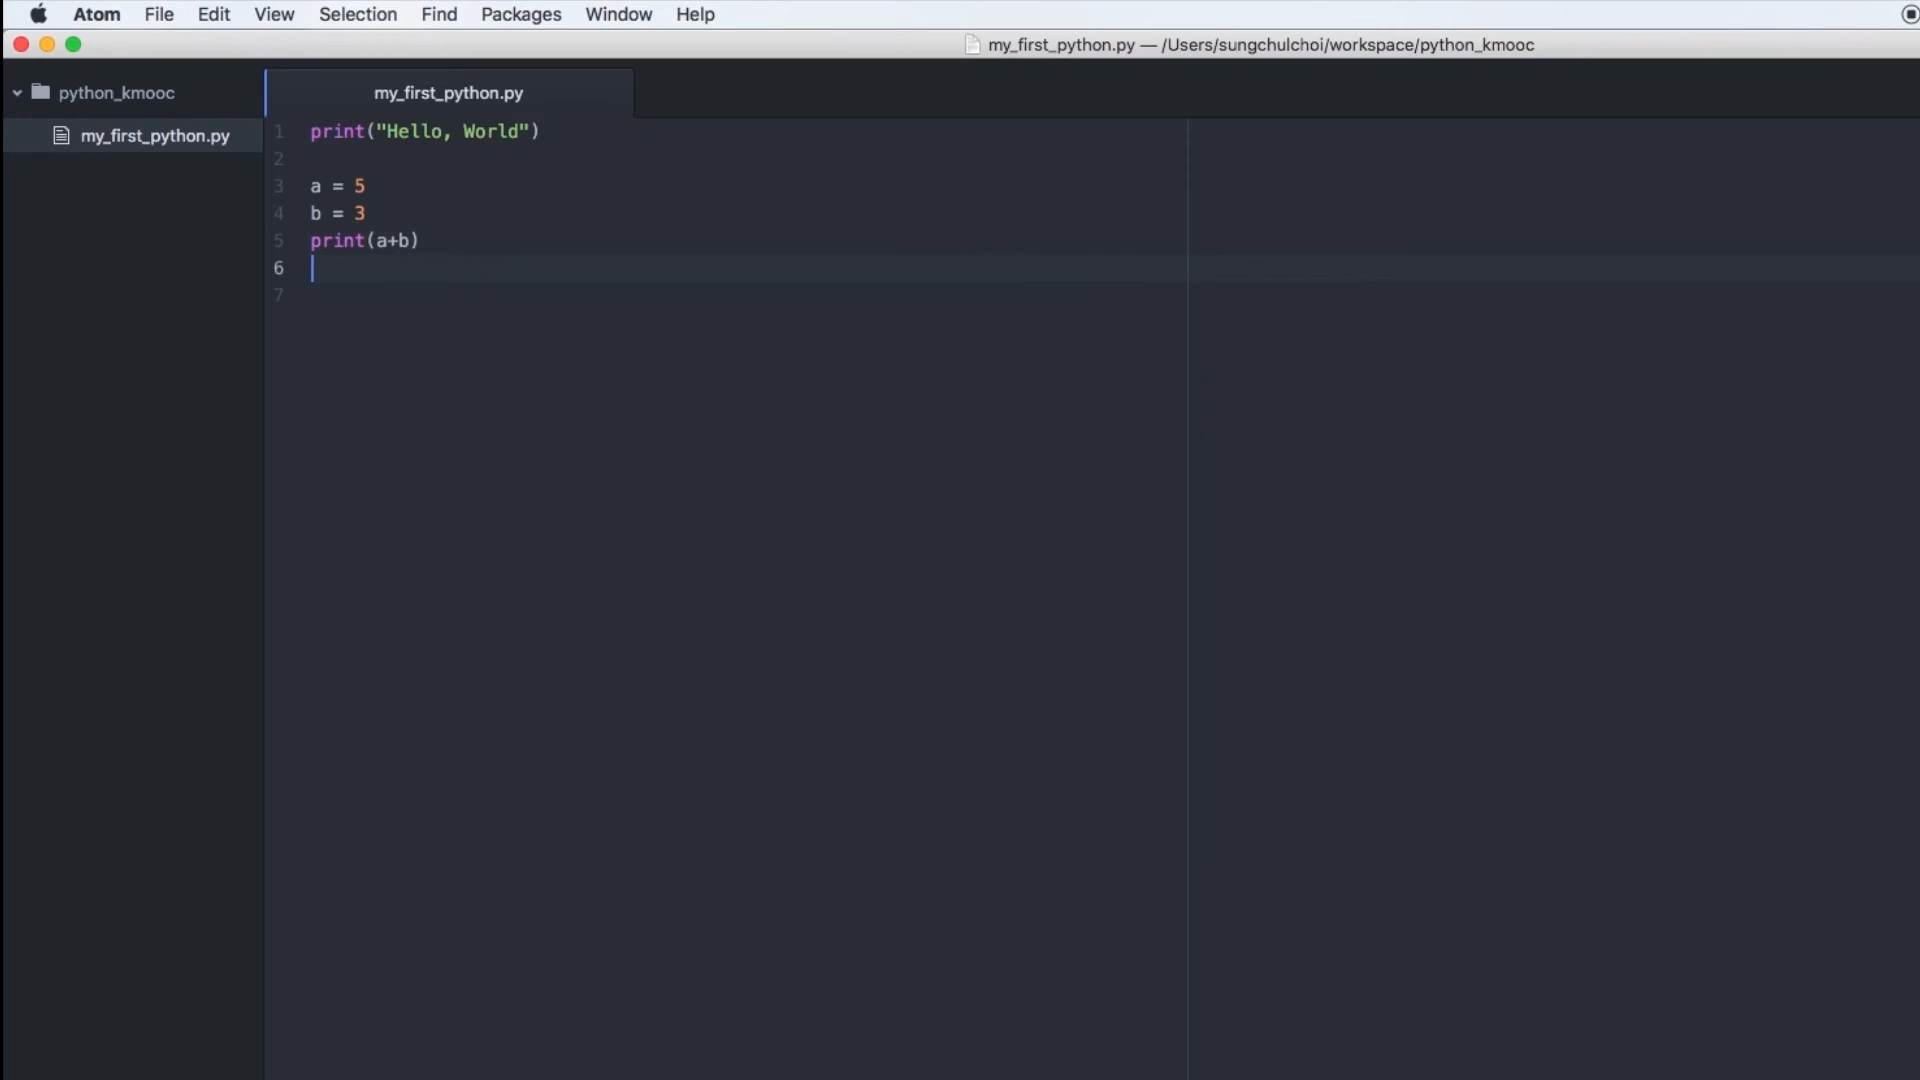 Atom File Edit View Selection Find Packages Window Help
my_first_python.py — /Users/sungchulchoi/workspace/python_kmooc
python_kmooc
my_first_python.py
my_first_python.py
1 print("Hello, World")
2
3 a = 5
4 b = 3
5 print(a+b)
6
7